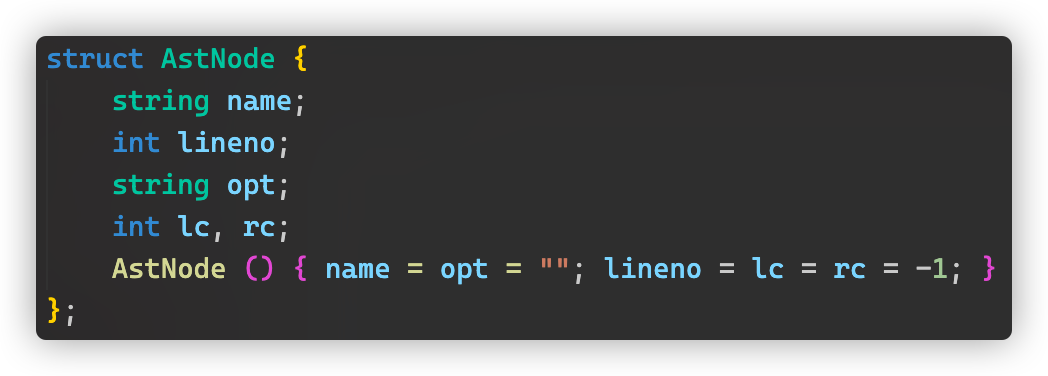 struct AstNode {
    string name;
    int lineno;
    string opt;
    int lc, rc;
    AstNode () { name = opt = ""; lineno = lc = rc = -1; }
};